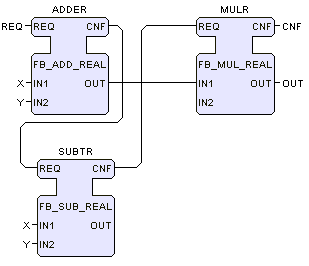 ADDER MULR
REQ REQ CNF REQ CNF CNF
FB_ADD_REAL FB_MUL_REAL
X IN1 OUT IN1 OUT OUT
Y IN2 IN2
SUBTR
REQ CNF
FB_SUB_REAL
X IN1 OUT
Y IN2